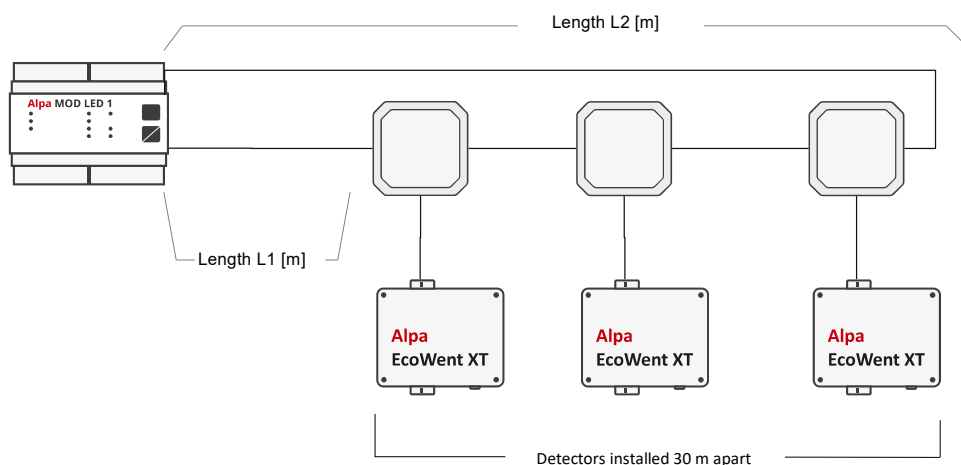 Length L2 [m]
Alpa MOD LED 1
Length L1 [m]
Alpa
EcoWent XT
Alpa
EcoWent XT
Alpa
EcoWent XT
Detectors installed 30 m apart